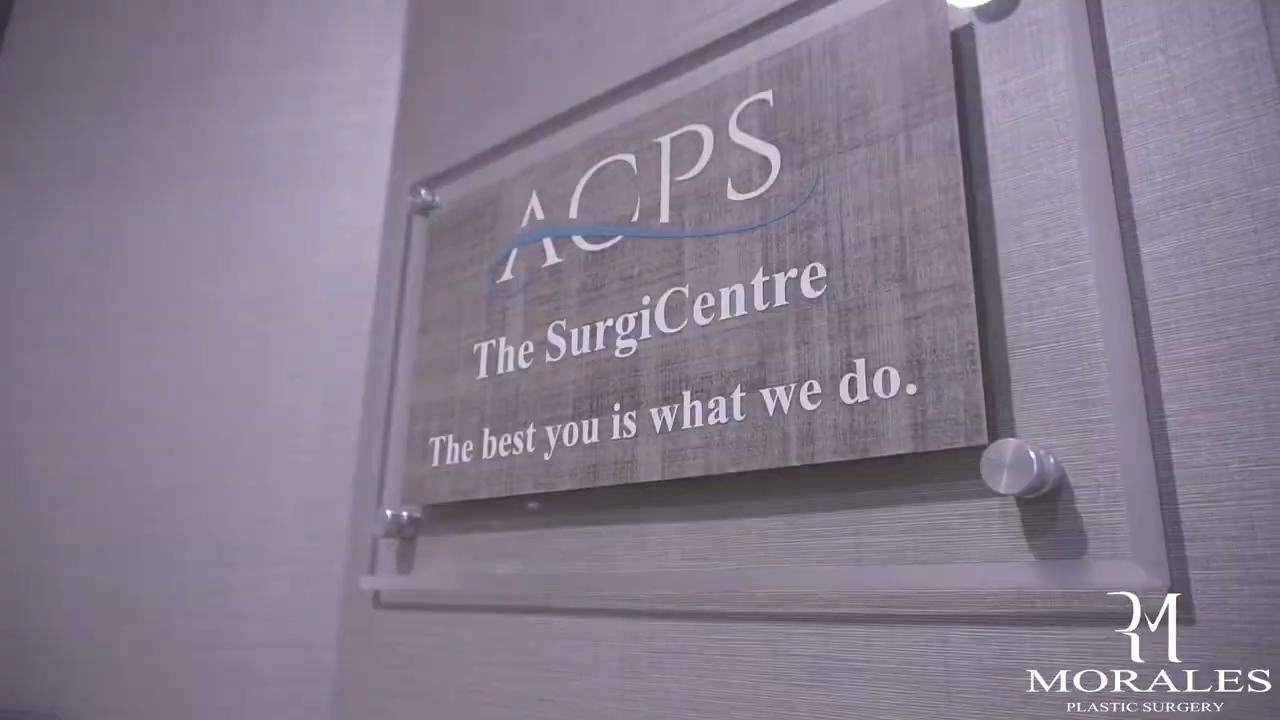 ACPS
The SurgiCentre
The best you is what we do.
RM
MORALES
PLASTIC SURGERY